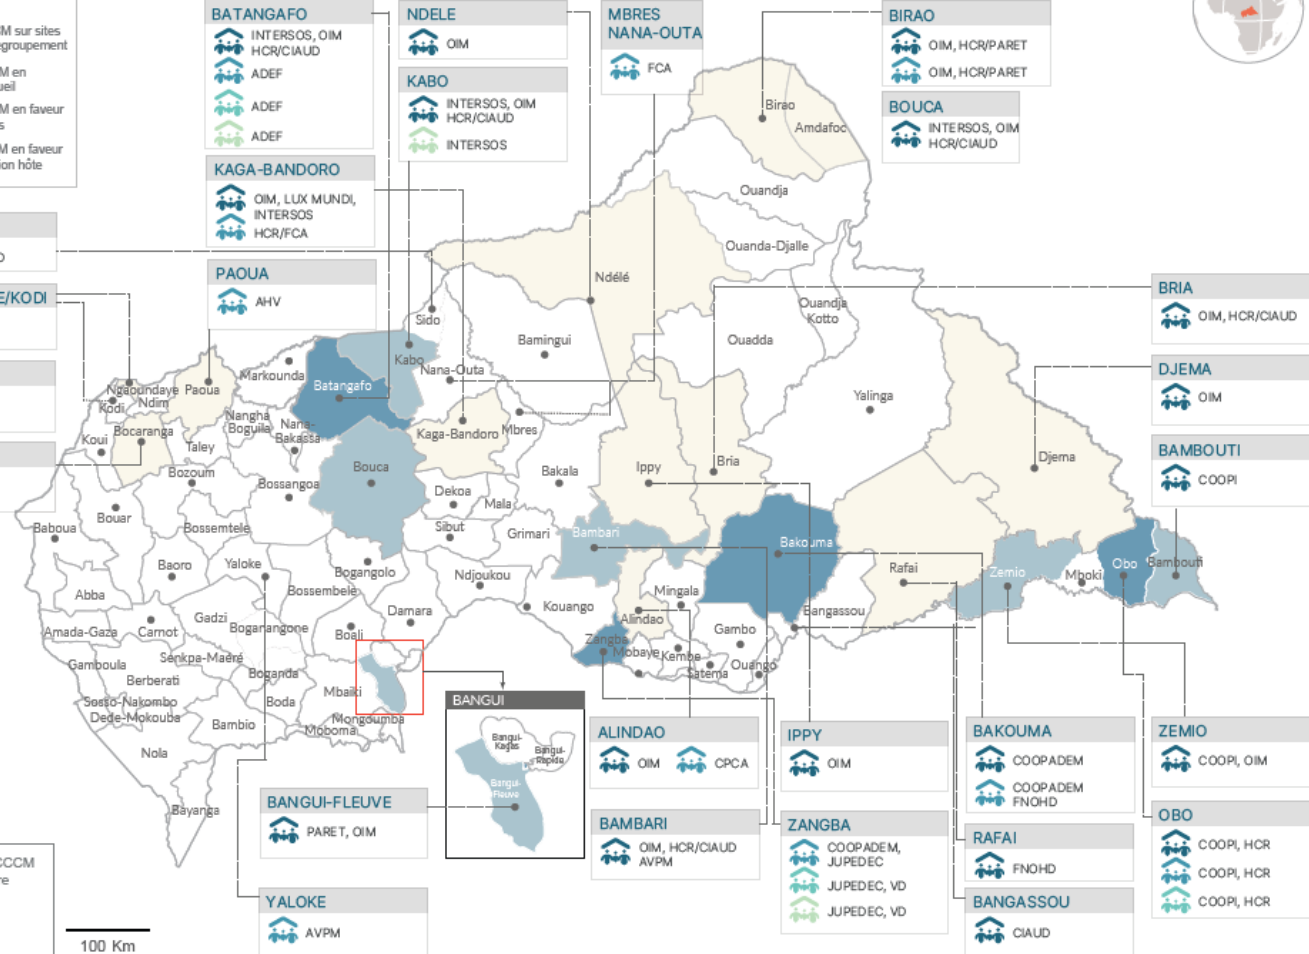 M sur sites
egroupement
M en
ueil
M en faveur
s
M en faveur
ion hôte
BATANGAFO
INTERSOS, OIM
HCR/CIAUD
ADEF
ADEF
ADEF
NDELE
OIM
KABO
INTERSOS, OIM
HCR/CIAUD
INTERSOS
MBRES
NANA-OUTA
FCA
BIRAO
OIM, HCR/PARET
OIM, HCR/PARET
BOUCA
INTERSOS, OIM
HCR/CIAUD
KAGA-BANDORO
OIM, LUX MUNDI,
INTERSOS
HCR/FCA
PAOUA
AHV
E/KODI
BRIA
OIM, HCR/CIAUD
DJEMA
OIM
BAMBOUTI
COOPI
Birao
Amdafoc
Ouandja
Ouanda-Djalle
Ndélé
Ouandja
Kotto
Sido
Bamingui
Ouadda
Kabo
Nana-Outa
Markounda
Batangafo
Ngaoundaye
Paoua
Kodi
Ndim
Yalinga
Nangha
Boguila
Nana-
Bakassa
Kaga-Bandoro
Mbres
Koui
Bocaranga
Taley
Bozoum
Bossangoa
Bouca
Bakala
Ippy
Bria
Djema
Dekoa
Mala
Bouar
Baboua
Bossemtele
Sibut
Grimari
Bambari
Bakouma
Baoro
Yaloke
Bogangolo
Ndjoukou
Rafai
Zemio
Mboki
Obo
Bambouti
Abba
Bossembele
Kouango
Mingala
Bangassou
Amada-Gaza
Carnot
Gadzi
Boganangone
Damara
Boali
Alindao
Gambo
Zangba
Mobaye
Kembe
Satema
Ouango
Gamboula
Senkpa-Maéré
Berberati
Boganda
Mbaiki
Sosso-Nakombo
Dede-Mokouba
Boda
Bambio
Mongoumba
Moboma
Nola
Bayanga
BANGUI
Bangui-
Kagas
Bangui-
Rapide
Bangui-
Fleuve
BANGUI-FLEUVE
PARET, OIM
YALOKE
AVPM
ALINDAO
OIM
CPCA
BAMBARI
OIM, HCR/CIAUD
AVPM
IPPY
OIM
ZANGBA
COOPADEM,
JUPEDEC
JUPEDEC, VD
JUPEDEC, VD
BAKOUMA
COOPADEM
COOPADEM
FNOHD
RAFAI
FNOHD
BANGASSOU
CIAUD
ZEMIO
COOPI, OIM
OBO
COOPI, HCR
COOPI, HCR
COOPI, HCR
CCCM
re
100 Km